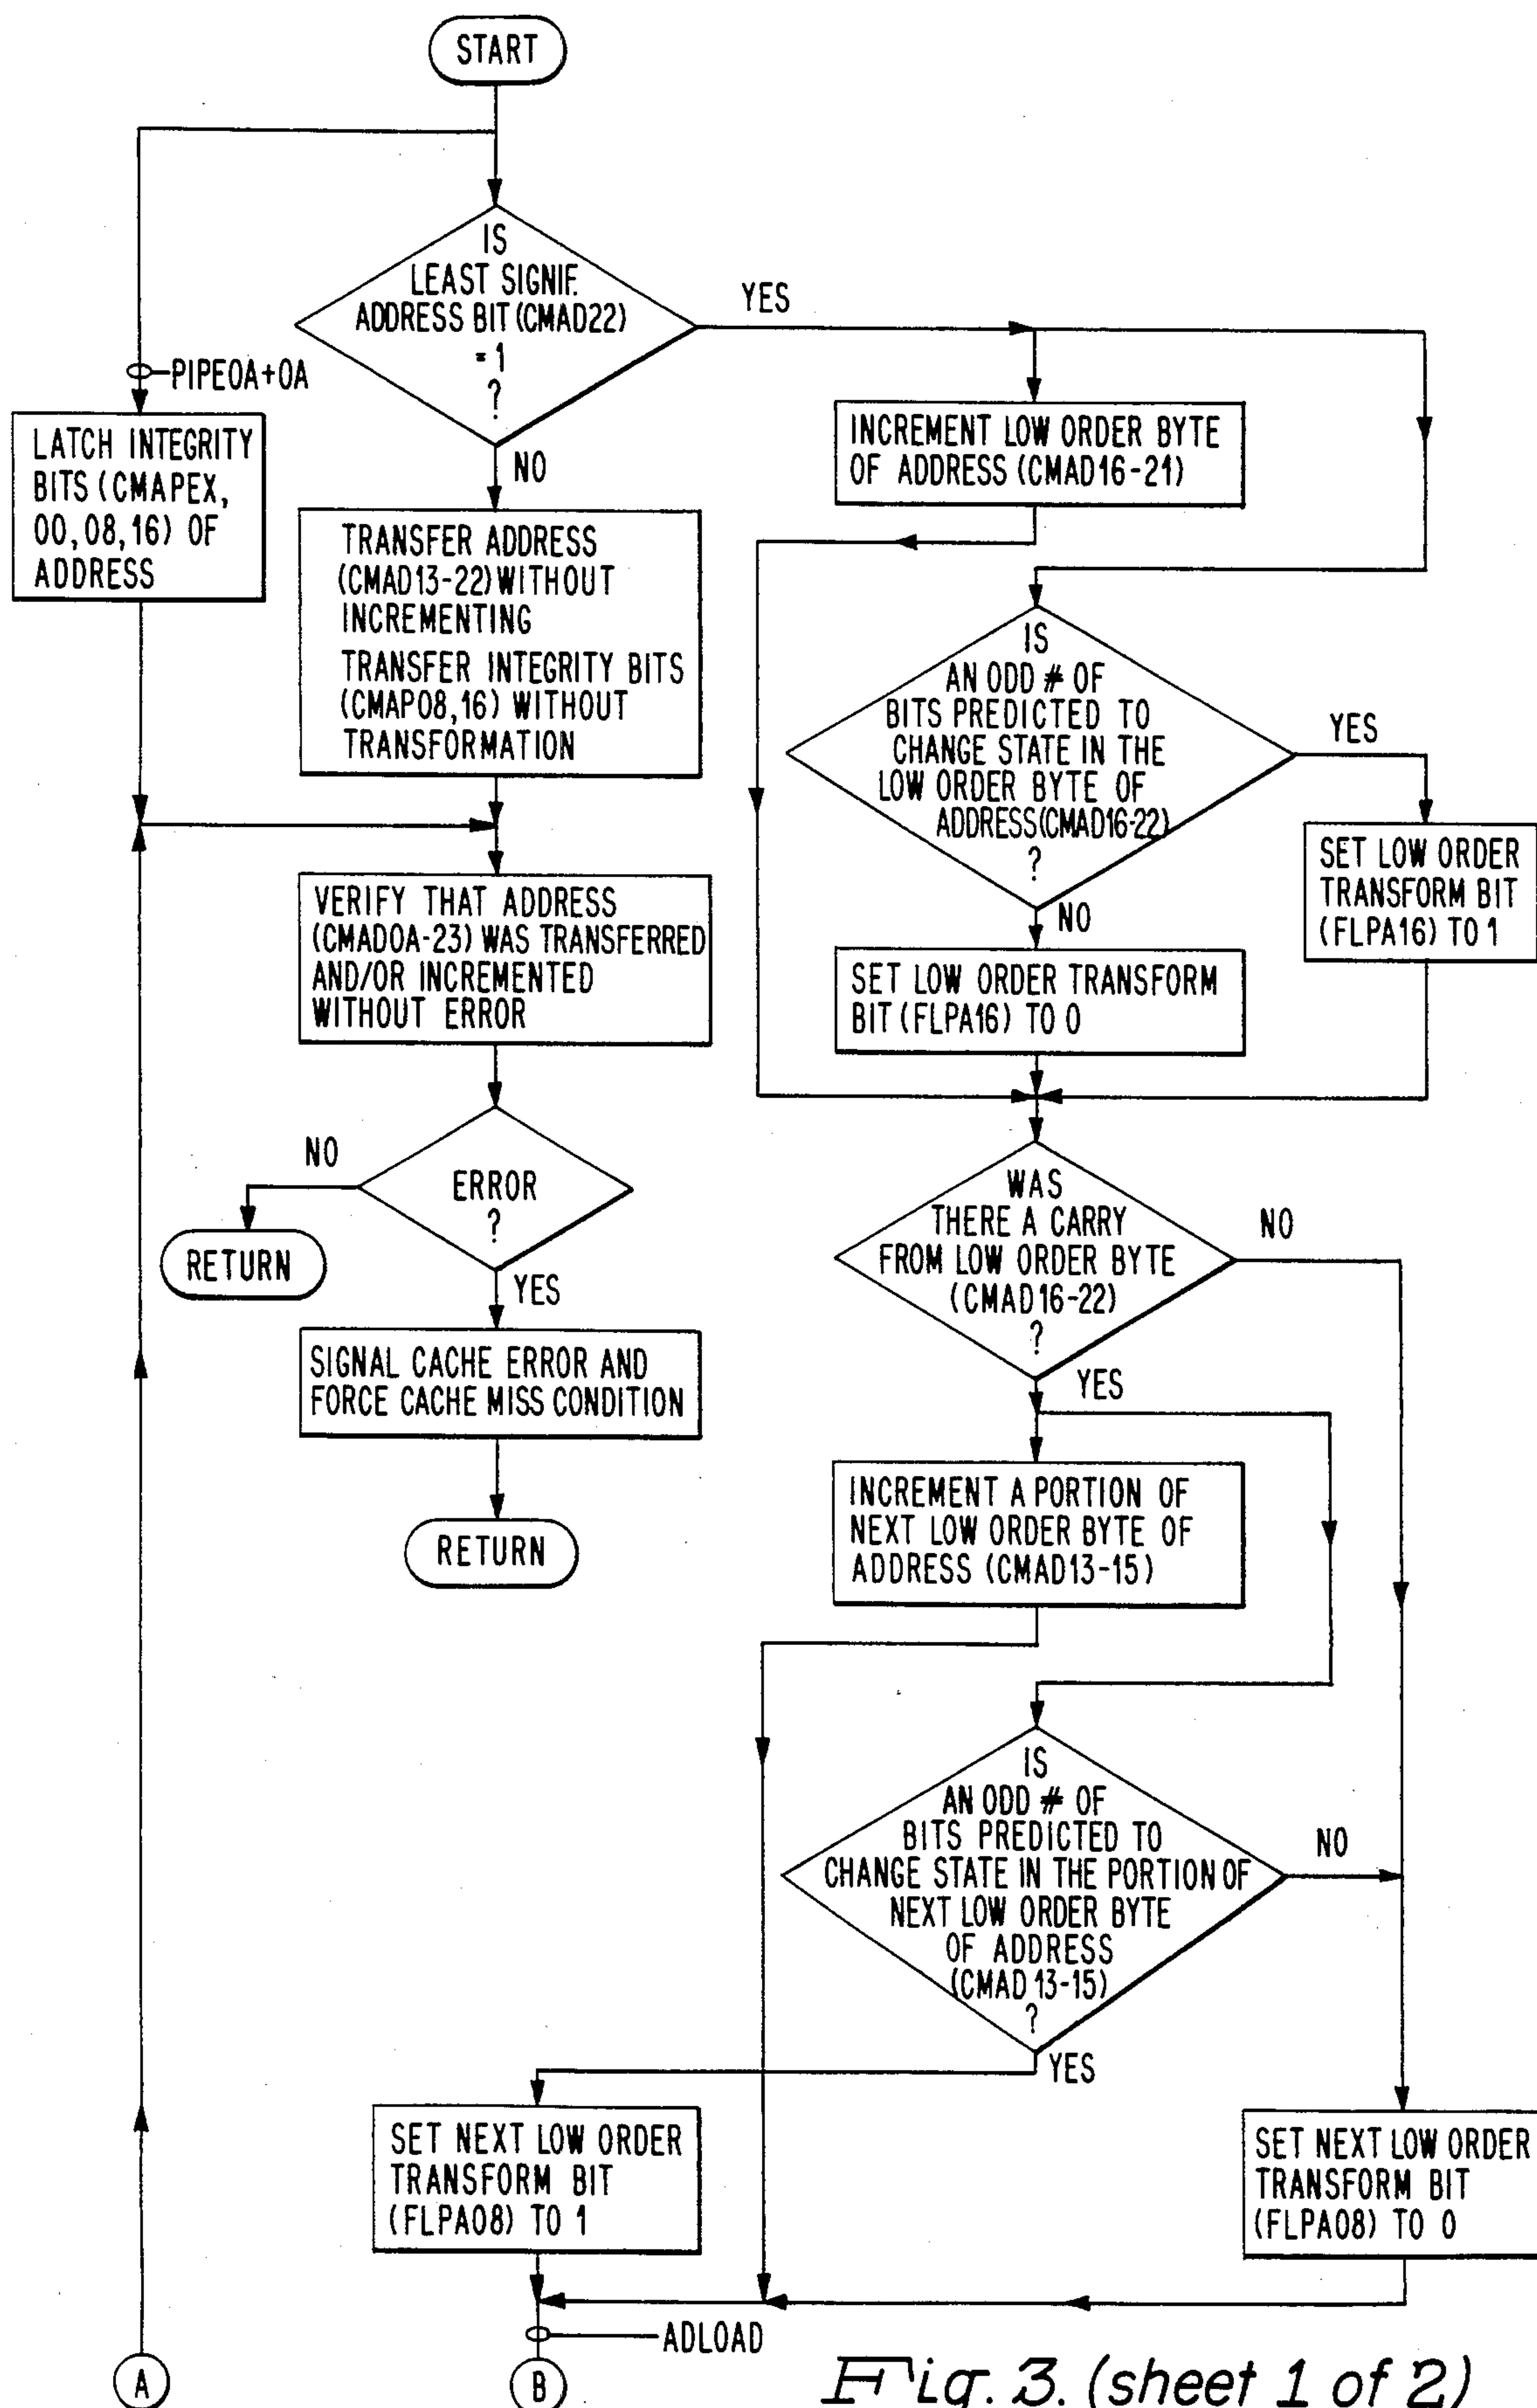 START
IS
LEAST SIGNIF.
ADDRESS BIT (CMAD22)
= 1
?
YES
NO
PIPE0A+0A
LATCH INTEGRITY
BITS (CMAPEX,
00,08,16) OF
ADDRESS
TRANSFER ADDRESS
(CMAD13-22) WITHOUT
INCREMENTING
TRANSFER INTEGRITY BITS
(CMAP08,16) WITHOUT
TRANSFORMATION
VERIFY THAT ADDRESS
(CMAD0A-23) WAS TRANSFERRED
AND/OR INCREMENTED
WITHOUT ERROR
ERROR
?
NO
RETURN
YES
SIGNAL CACHE ERROR AND
FORCE CACHE MISS CONDITION
RETURN
INCREMENT LOW ORDER BYTE
OF ADDRESS (CMAD16-21)
IS
AN ODD # OF
BITS PREDICTED TO
CHANGE STATE IN THE
LOW ORDER BYTE OF
ADDRESS(CMAD16-22)
?
YES
NO
SET LOW ORDER
TRANSFORM BIT
(FLPA16) TO 1
SET LOW ORDER TRANSFORM
BIT (FLPA16) TO 0
WAS
THERE A CARRY
FROM LOW ORDER BYTE
(CMAD16-22)
?
NO
YES
INCREMENT A PORTION OF
NEXT LOW ORDER BYTE OF
ADDRESS (CMAD13-15)
IS
AN ODD # OF
BITS PREDICTED TO
CHANGE STATE IN THE PORTION OF
NEXT LOW ORDER BYTE
OF ADDRESS
(CMAD 13-15)
?
NO
YES
SET NEXT LOW ORDER
TRANSFORM BIT
(FLPA08) TO 1
SET NEXT LOW ORDER
TRANSFORM BIT
(FLPA08) TO 0
ADLOAD
A
B
Fig. 3. (sheet 1 of 2)